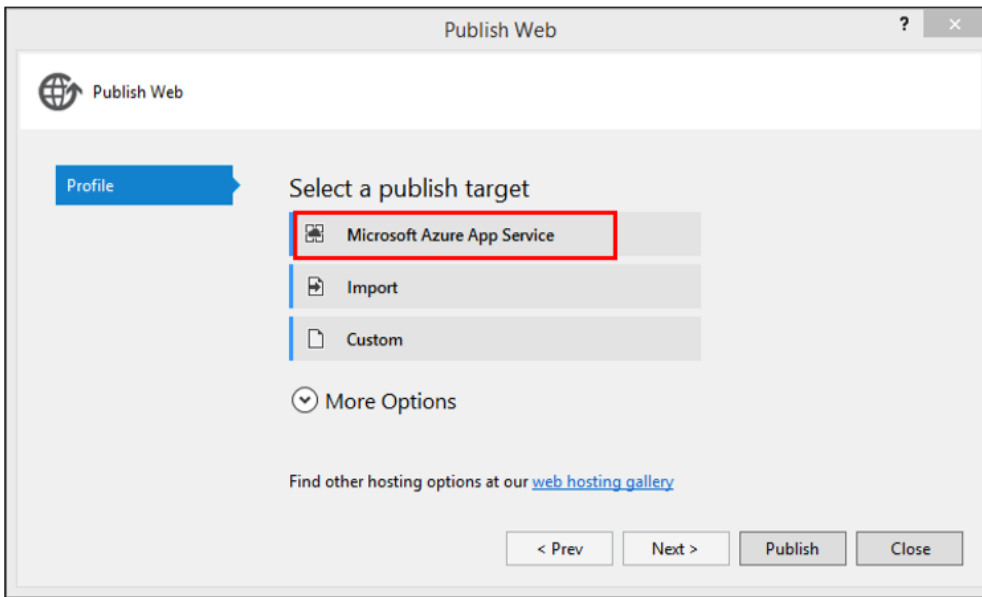 Publish Web
?
Publish Web
Profile
Select a publish target
Microsoft Azure App Service
Import
Custom
More Options
Find other hosting options at our web hosting gallery
< Prev Next > Publish Close